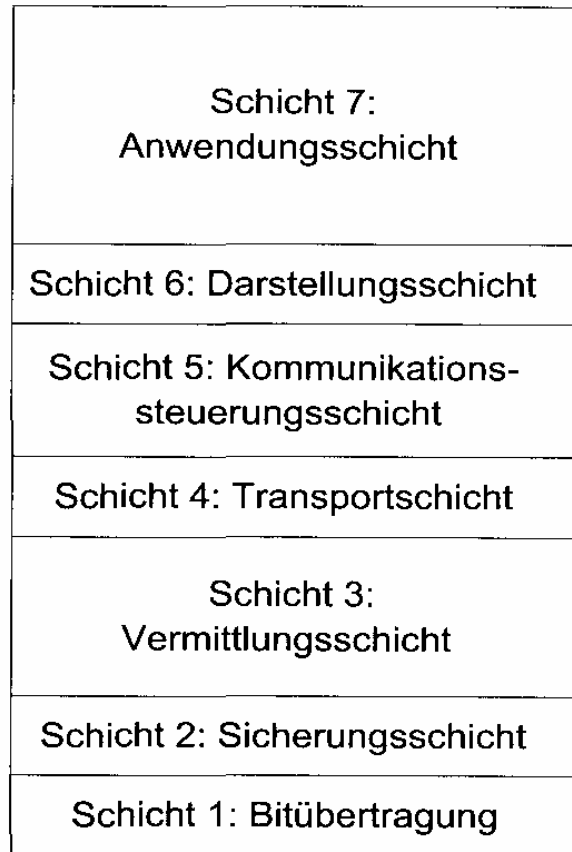 Schicht 7:
Anwendungsschicht
Schicht 6: Darstellungsschicht
Schicht 5: Kommunikations-
steuerungsschicht
Schicht 4: Transportschicht
Schicht 3:
Vermittlungsschicht
Schicht 2: Sicherungsschicht
Schicht 1: Bitübertragung